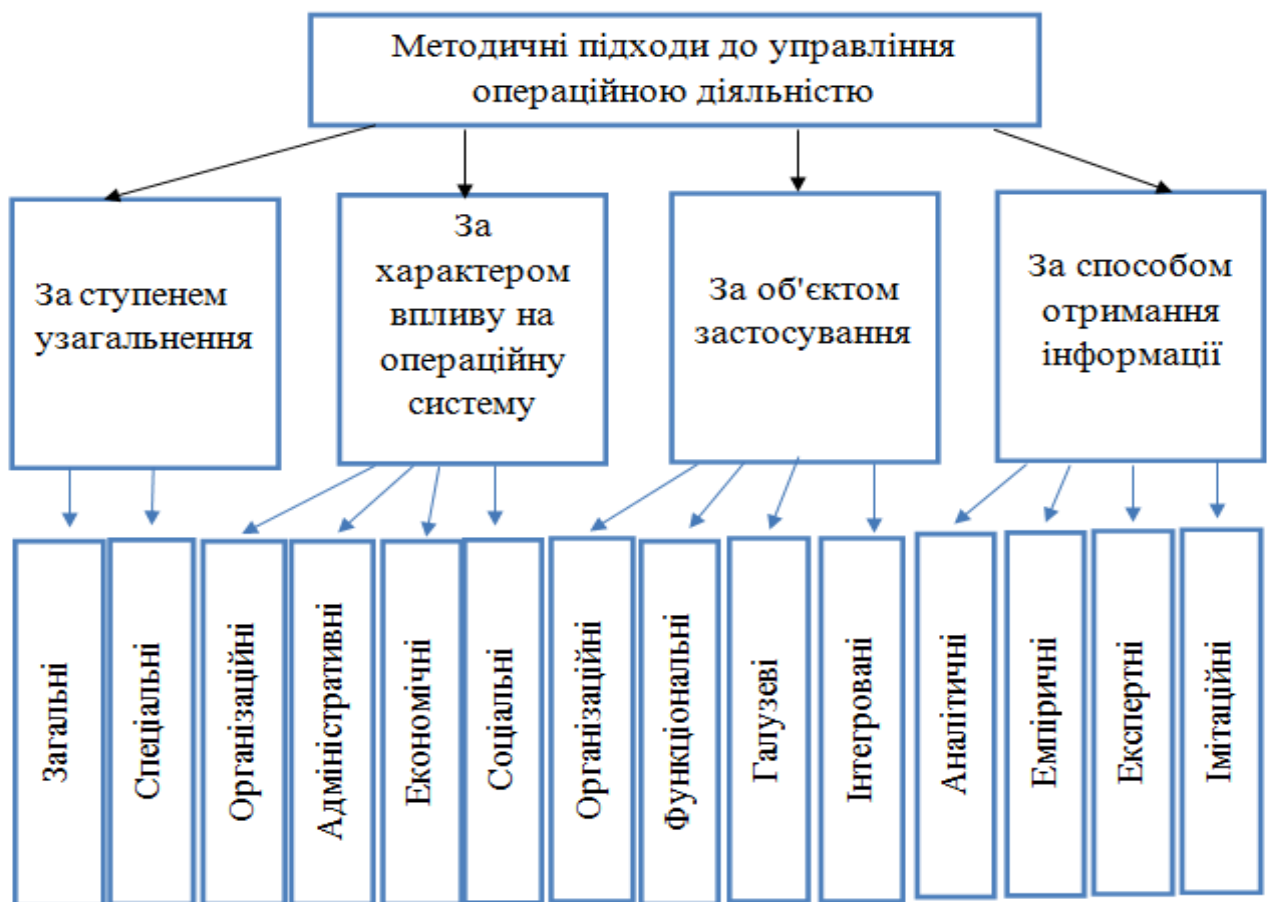 Методичні підходи до управління
операційною діяльністю
За ступенем
узагальнення
За
характером
впливу на
операційну
систему
За об'єктом
застосування
За способом
отримання
інформації
Загальні
Спеціальні
Організаційні
Адміністративні
Економічні
Соціальні
Організаційні
Функціональні
Галузеві
Інтегровані
Аналітичні
Емпіричні
Експертні
Імітаційні